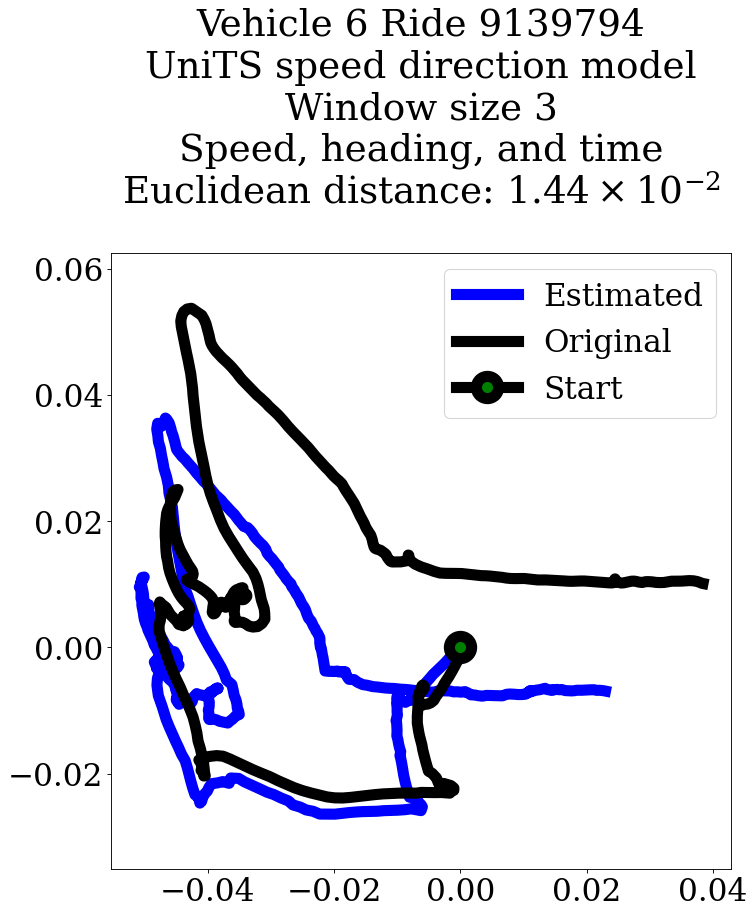 Vehicle 6 Ride 9139794
UniTS speed direction model
Window size 3
Speed, heading, and time
Euclidean distance: 1.44 × 10⁻²
Estimated
Original
Start
0.06
0.04
0.02
0.00
−0.02
−0.04 −0.02 0.00 0.02 0.04